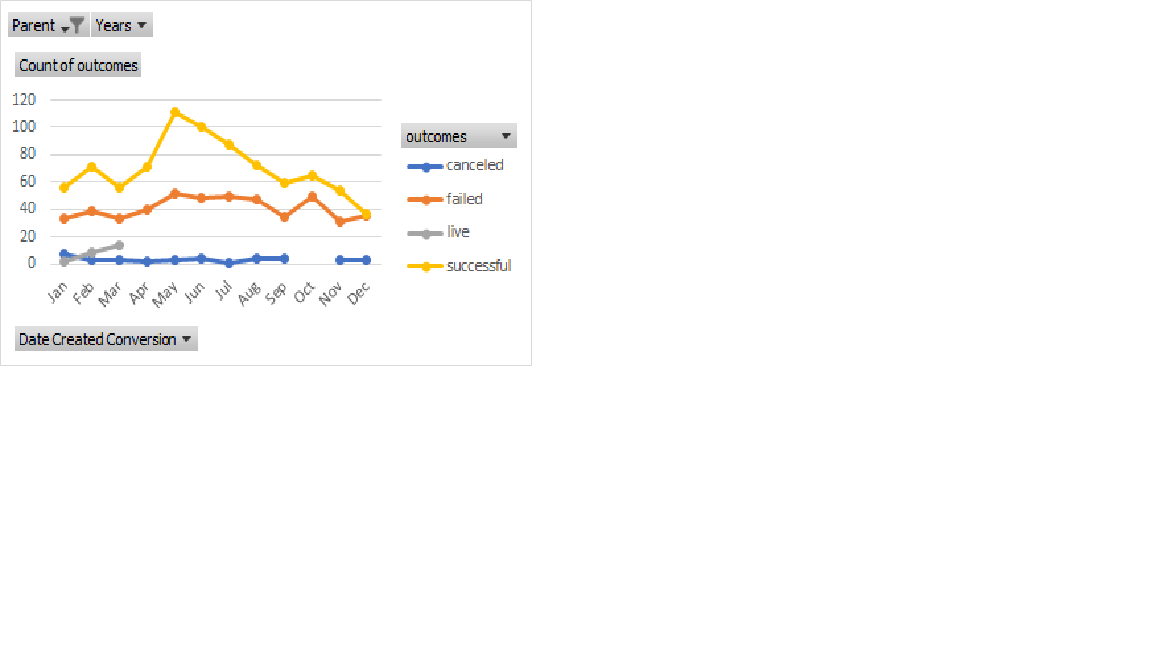 Parent Years
Count of outcomes
120
100
80
60
40
20
0
Jan Feb Mar Apr May Jun Jul Aug Sep Oct Nov Dec
outcomes
canceled
failed
live
successful
Date Created Conversion